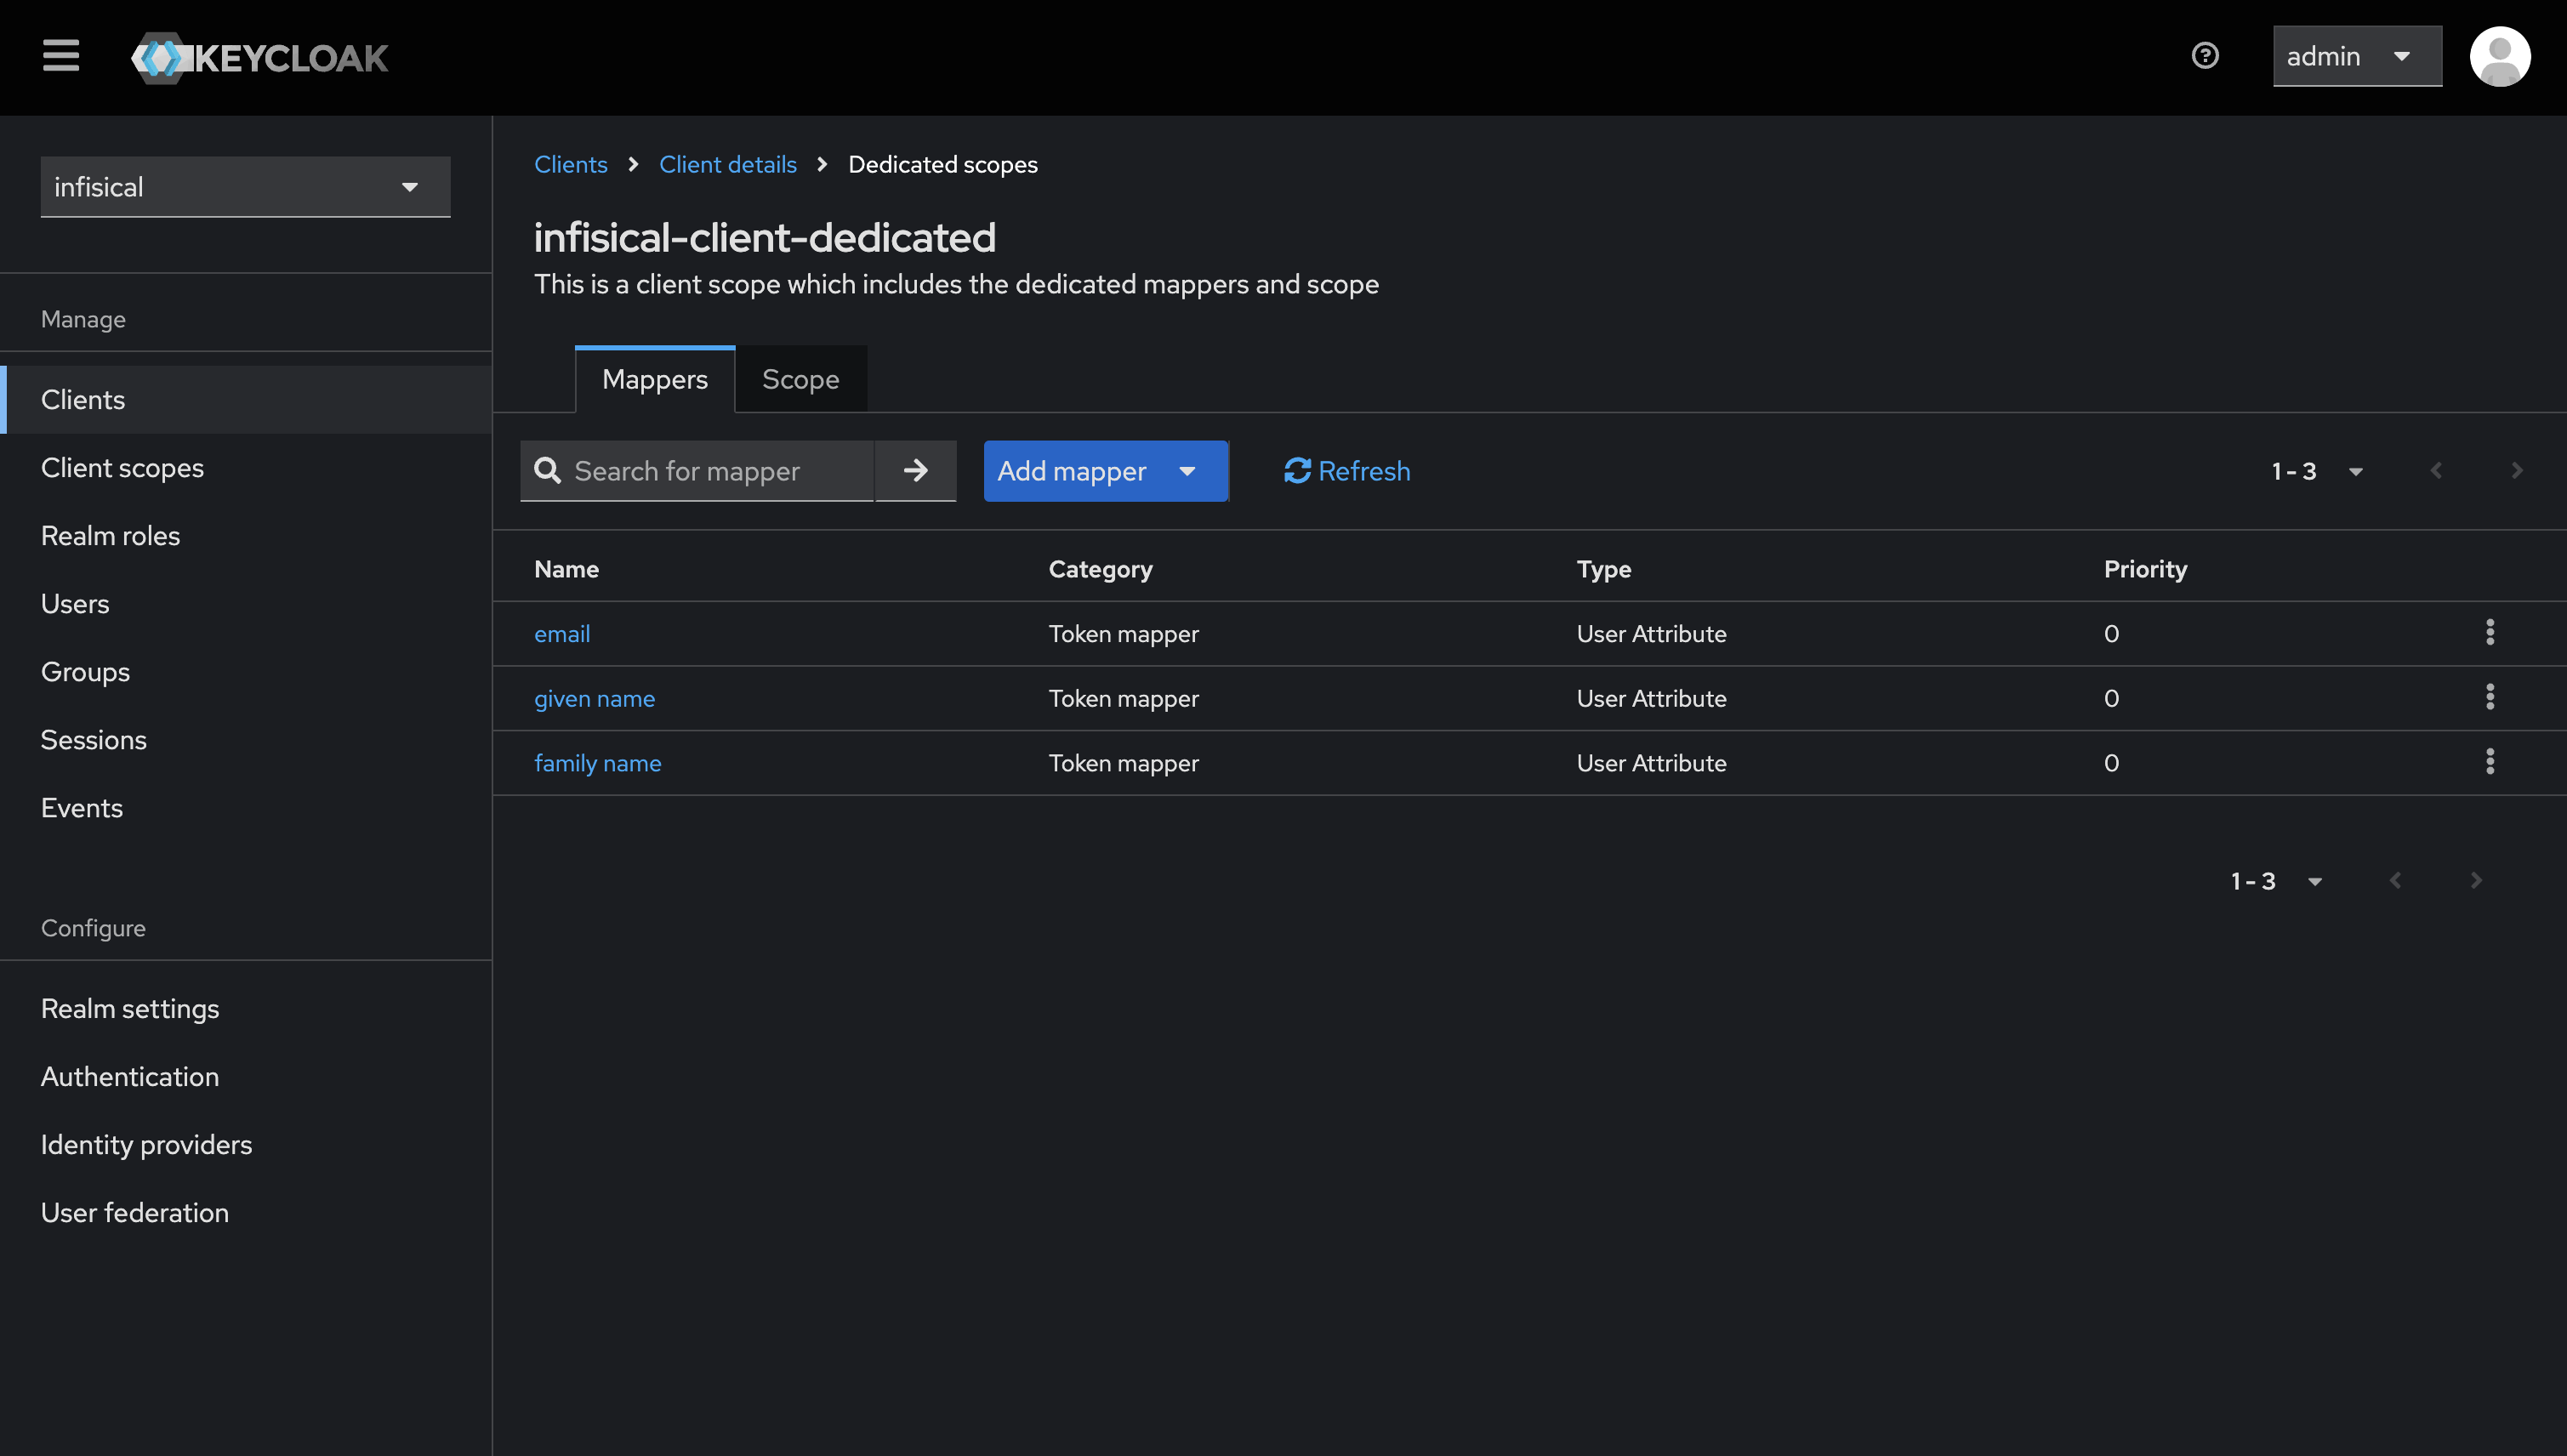 KEYCLOAK
admin
infisical
Manage
Clients
Client scopes
Realm roles
Users
Groups
Sessions
Events
Configure
Realm settings
Authentication
Identity providers
User federation
Clients > Client details > Dedicated scopes
infisical-client-dedicated
This is a client scope which includes the dedicated mappers and scope
Mappers Scope
Search for mapper Add mapper Refresh 1 - 3
Name Category Type Priority
email Token mapper User Attribute 0
given name Token mapper User Attribute 0
family name Token mapper User Attribute 0
1 - 3